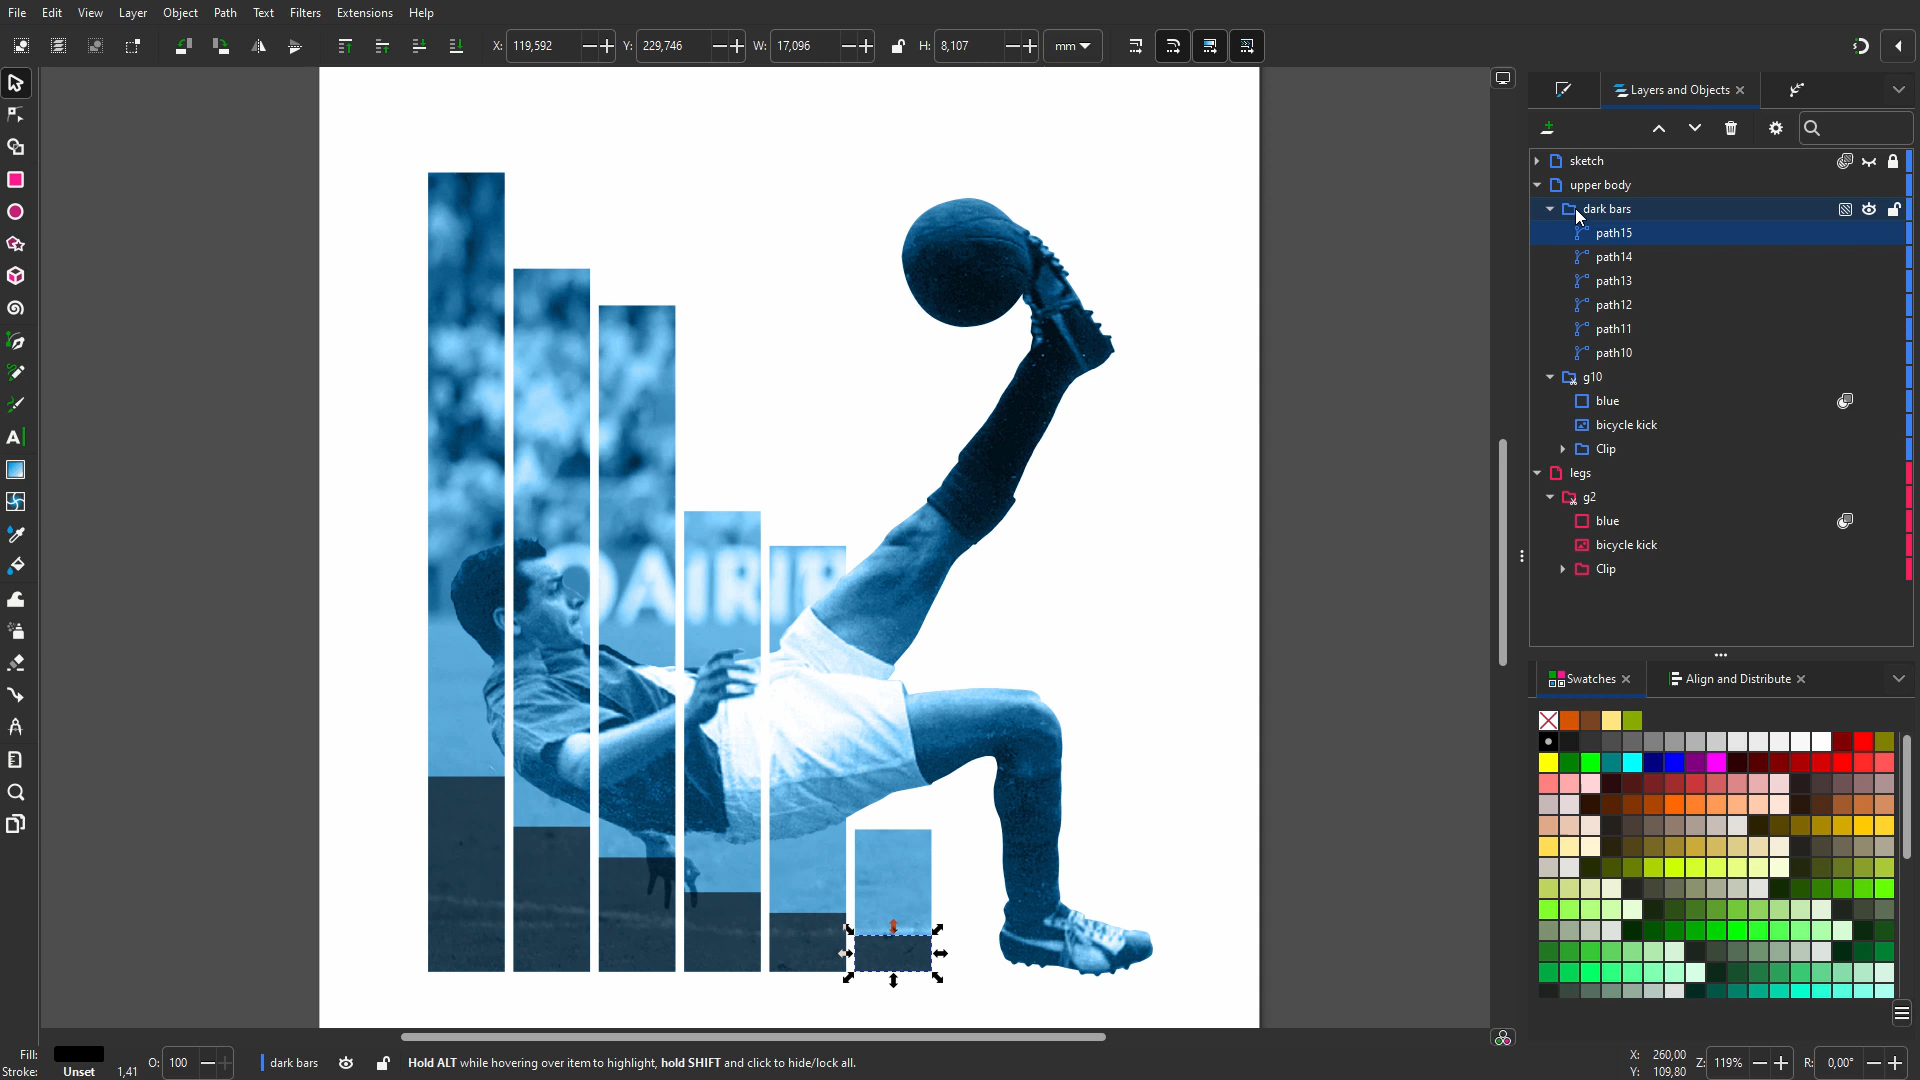 File Edit View Layer Object Path Text Filters Extensions Help
X: 119,592 Y: 229,746 W: 17,096 H: 8,107 mm
Layers and Objects
sketch
upper body
dark bars
path15
path14
path13
path12
path11
path10
g10
blue
bicycle kick
Clip
legs
g2
blue
bicycle kick
Clip
Swatches Align and Distribute
Fill:
Stroke: Unset 1,41 O: 100 dark bars Hold ALT while hovering over item to highlight, hold SHIFT and click to hide/lock all.
X: 260,00
Y: 109,80
Z: 119% R: 0,00°